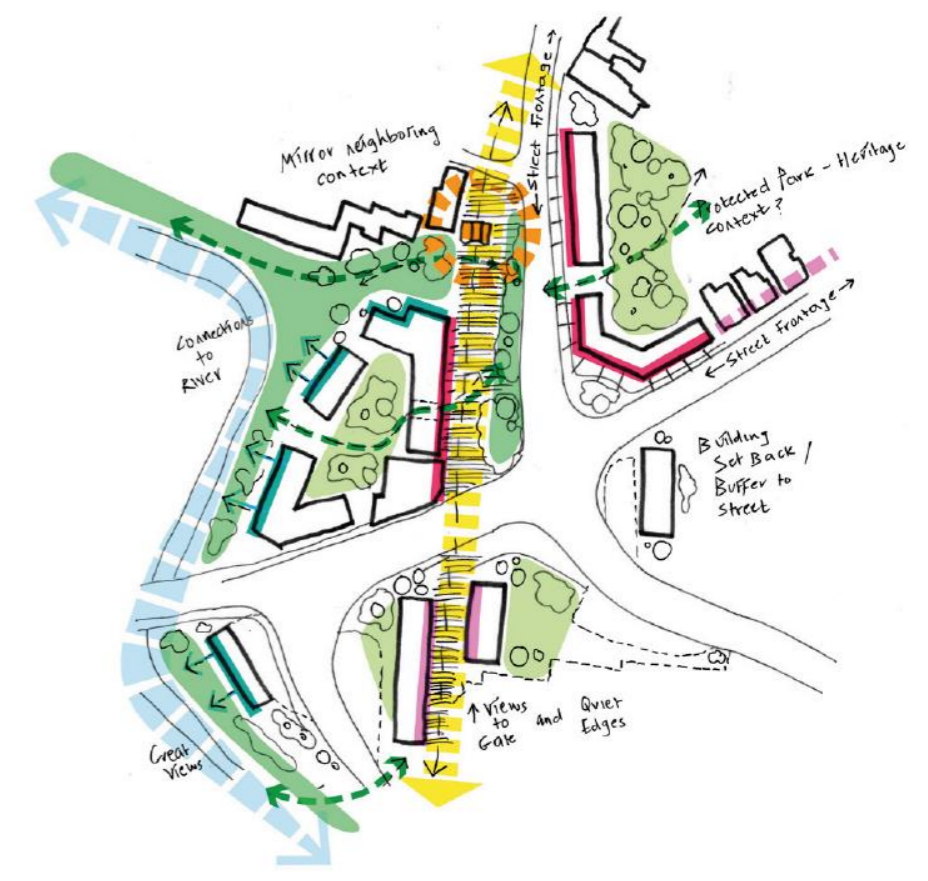 ← Street Frontage →
Mirror neighboring
context
Protected Park - Heritage
context?
Connections
to
River
← Street Frontage →
Building
Set Back /
Buffer to
Street
↑ Views
to
Gate
and
Quiet
Edges
Great
Views